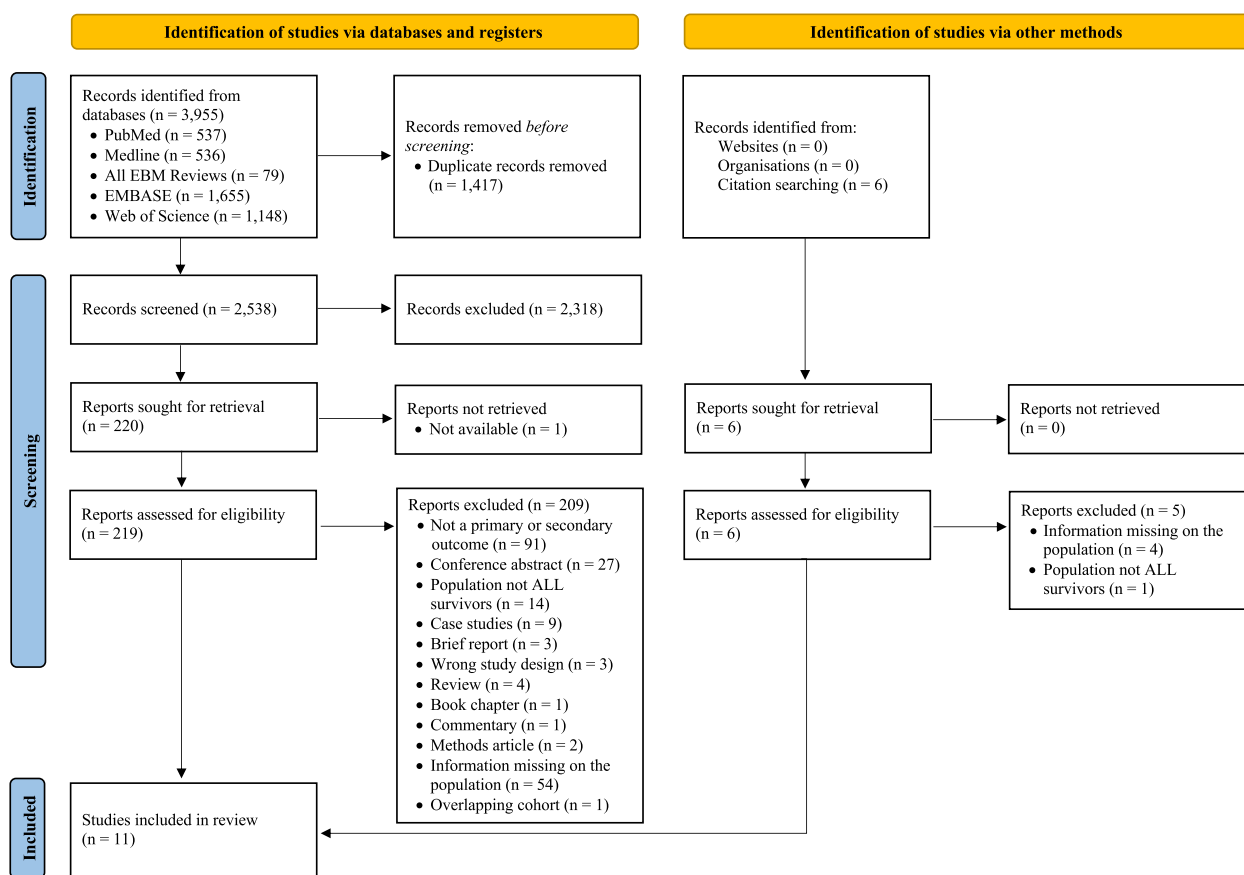 Identification of studies via databases and registers
Identification of studies via other methods
Identification
Records identified from
databases (n = 3,955)
• PubMed (n = 537)
• Medline (n = 536)
• All EBM Reviews (n = 79)
• EMBASE (n = 1,655)
• Web of Science (n = 1,148)
Records removed before
screening:
• Duplicate records removed
(n = 1,417)
Records identified from:
Websites (n = 0)
Organisations (n = 0)
Citation searching (n = 6)
Screening
Records screened (n = 2,538)
Records excluded (n = 2,318)
Reports sought for retrieval
(n = 220)
Reports not retrieved
• Not available (n = 1)
Reports sought for retrieval
(n = 6)
Reports not retrieved
(n = 0)
Reports assessed for eligibility
(n = 219)
Reports excluded (n = 209)
• Not a primary or secondary
outcome (n = 91)
• Conference abstract (n = 27)
• Population not ALL
survivors (n = 14)
• Case studies (n = 9)
• Brief report (n = 3)
• Wrong study design (n = 3)
• Review (n = 4)
• Book chapter (n = 1)
• Commentary (n = 1)
• Methods article (n = 2)
• Information missing on the
population (n = 54)
• Overlapping cohort (n = 1)
Reports assessed for eligibility
(n = 6)
Reports excluded (n = 5)
• Information missing on the
population (n = 4)
• Population not ALL
survivors (n = 1)
Included
Studies included in review
(n = 11)